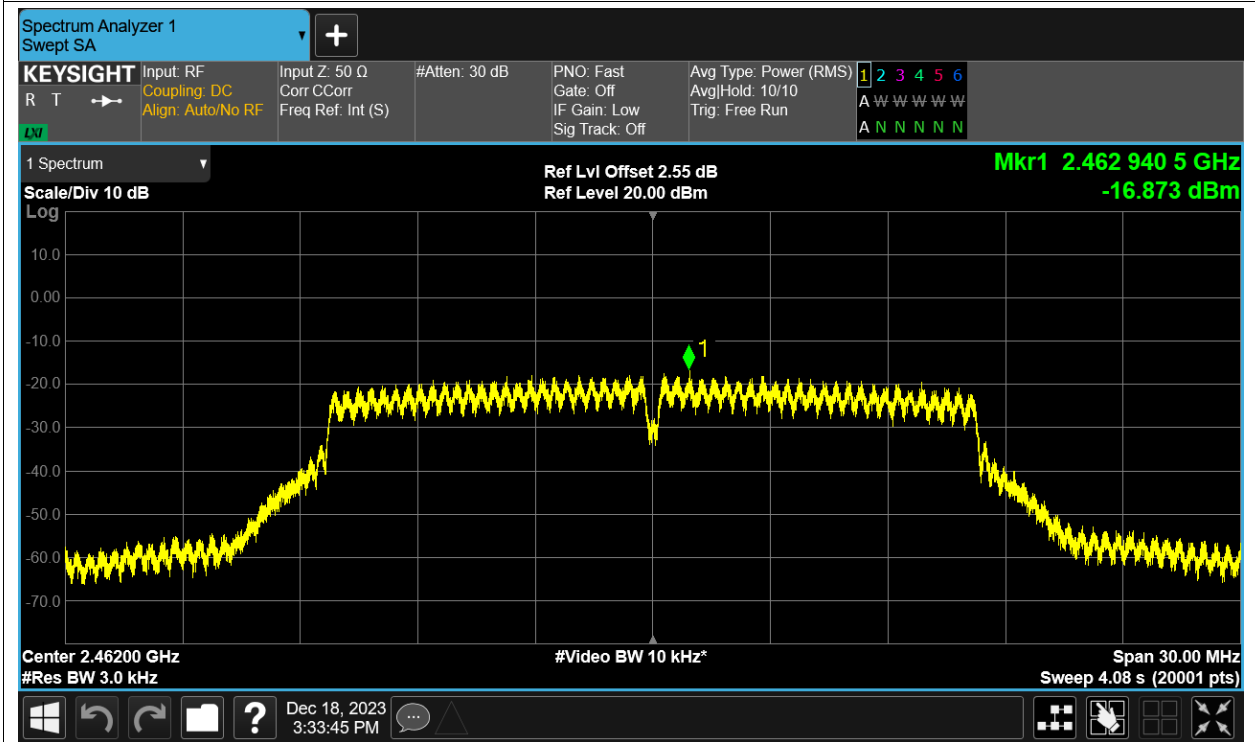 Spectrum Analyzer 1
Swept SA
+
KEYSIGHT
R T
LXI
Input: RF
Coupling: DC
Align: Auto/No RF
Input Z: 50 Ω
Corr CCorr
Freq Ref: Int (S)
#Atten: 30 dB
PNO: Fast
Gate: Off
IF Gain: Low
Sig Track: Off
Avg Type: Power (RMS)
Avg|Hold: 10/10
Trig: Free Run
1 2 3 4 5 6
A W W W W W
A N N N N N
1 Spectrum
Scale/Div 10 dB
Ref Lvl Offset 2.55 dB
Ref Level 20.00 dBm
Mkr1 2.462 940 5 GHz
-16.873 dBm
Log
10.0
0.00
-10.0
-20.0
-30.0
-40.0
-50.0
-60.0
-70.0
1
Center 2.46200 GHz
#Res BW 3.0 kHz
#Video BW 10 kHz*
Span 30.00 MHz
Sweep 4.08 s (20001 pts)
?
Dec 18, 2023
3:33:45 PM